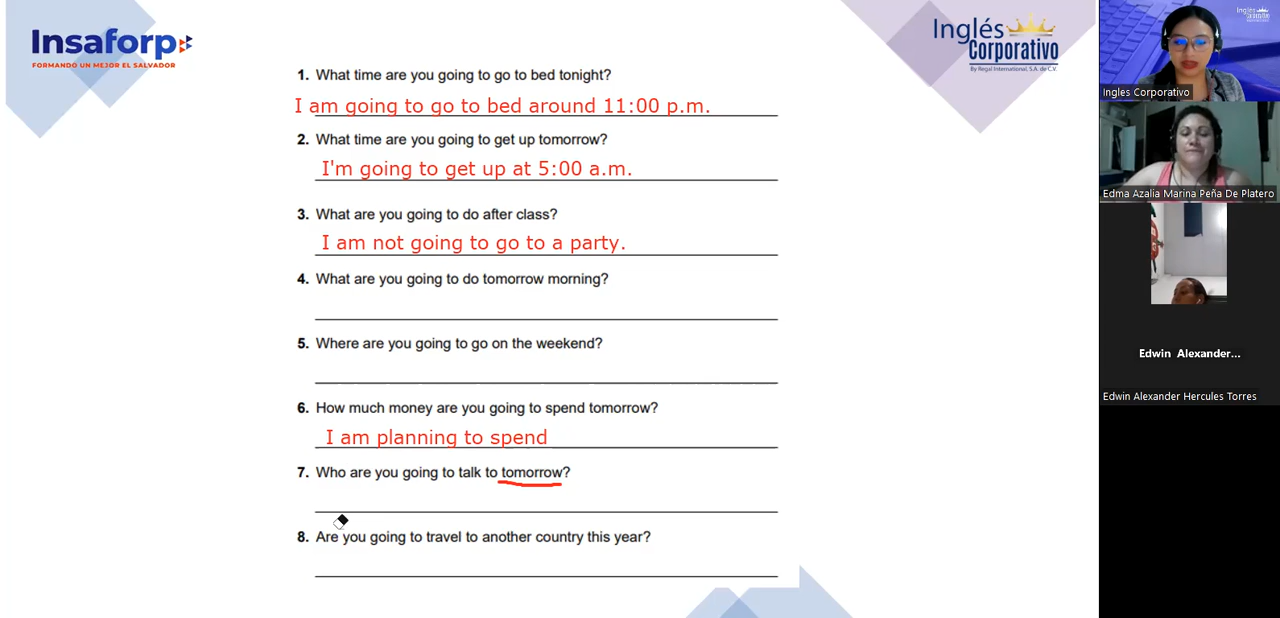 Insaforp
FORMANDO UN MEJOR EL SALVADOR
Inglés
Corporativo
By Regal International, S.A. de C.V.
1. What time are you going to go to bed tonight?
I am going to go to bed around 11:00 p.m.
2. What time are you going to get up tomorrow?
I'm going to get up at 5:00 a.m.
3. What are you going to do after class?
I am not going to go to a party.
4. What are you going to do tomorrow morning?
5. Where are you going to go on the weekend?
6. How much money are you going to spend tomorrow?
I am planning to spend
7. Who are you going to talk to tomorrow?
8. Are you going to travel to another country this year?
Inglés
Corporativo
Ingles Corporativo
Edma Azalia Marina Peña De Platero
Edwin Alexander...
Edwin Alexander Hercules Torres